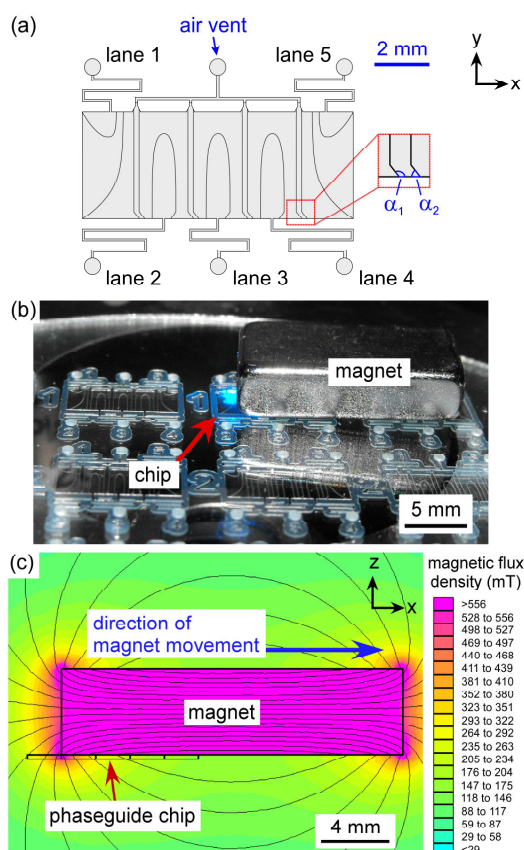 (a)
air vent
lane 1
lane 5
2 mm
y
x
α1
α2
lane 2
lane 3
lane 4
(b)
magnet
chip
5 mm
(c)
z
x
direction of
magnet movement
magnet
phaseguide chip
4 mm
magnetic flux
density (mT)
>556
528 to 556
498 to 527
469 to 497
440 to 468
411 to 439
381 to 410
352 to 380
323 to 351
293 to 322
264 to 292
235 to 263
205 to 234
176 to 204
147 to 175
118 to 146
88 to 117
59 to 87
29 to 58
<29